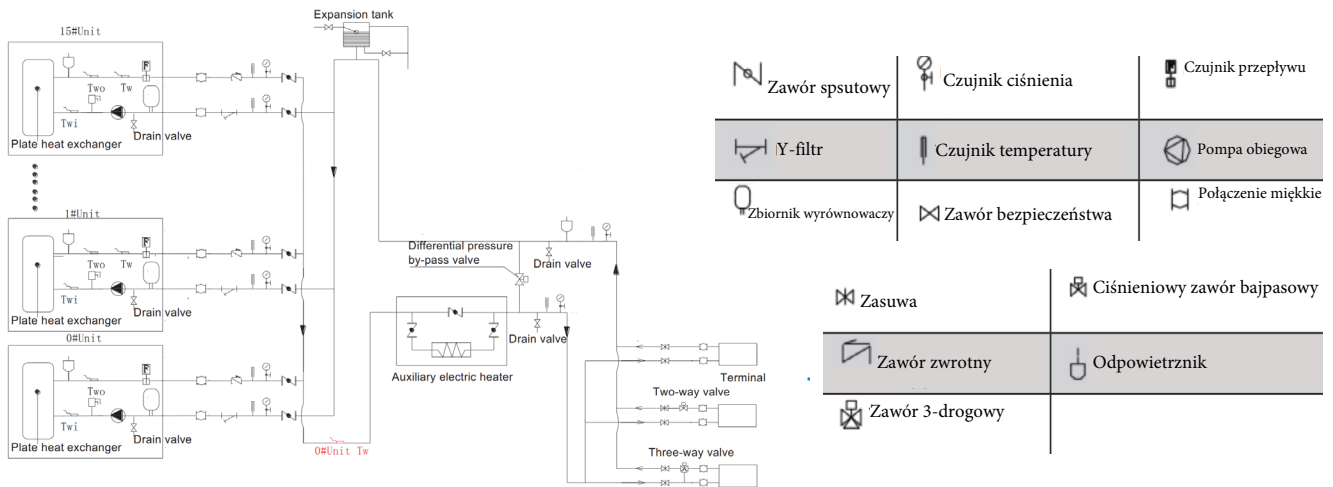 Expansion tank
15#Unit
F
Two
Tw
Twi
Drain valve
Plate heat exchanger
1#Unit
F
Two
Tw
Twi
Drain valve
Plate heat exchanger
0#Unit
F
Two
Twi
Drain valve
Plate heat exchanger
0#Unit Tw
Differential pressure
by-pass valve
Drain valve
Drain valve
Auxiliary electric heater
Terminal
Two-way valve
Three-way valve
Zawór spsutowy
Czujnik ciśnienia
F
Czujnik przepływu
Y-filtr
Czujnik temperatury
Pompa obiegowa
Zbiornik wyrównowaczy
Zawór bezpieczeństwa
Połączenie miękkie
Zasuwa
Ciśnieniowy zawór bajpasowy
Zawór zwrotny
Odpowietrznik
Zawór 3-drogowy